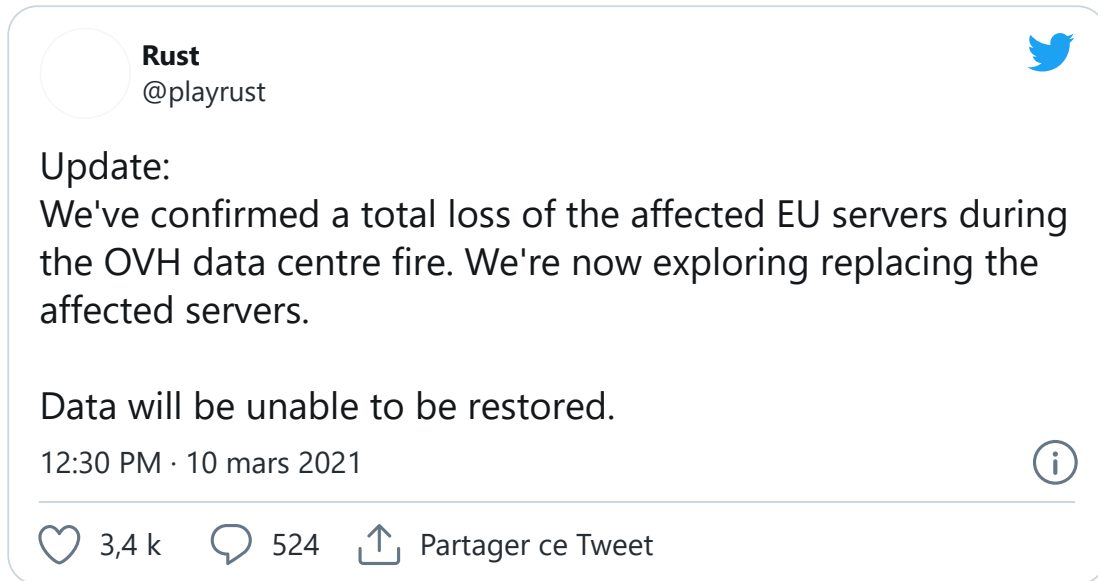 Rust
@playrust
Update:
We've confirmed a total loss of the affected EU servers during
the OVH data centre fire. We're now exploring replacing the
affected servers.
Data will be unable to be restored.
12:30 PM · 10 mars 2021
3,4 k 524 Partager ce Tweet